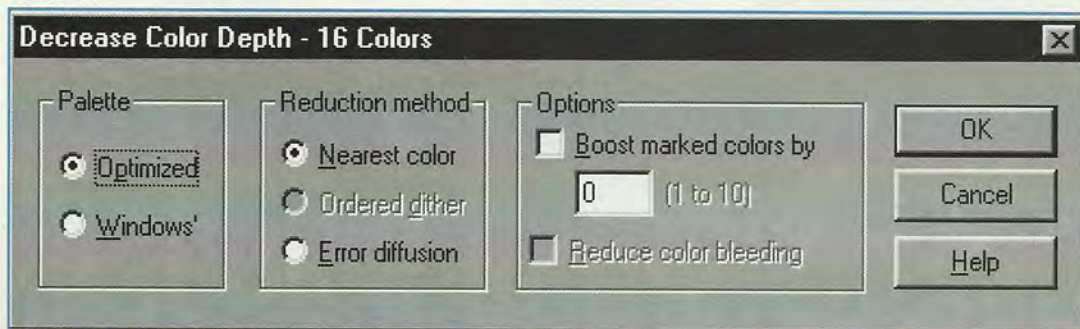 Decrease Color Depth - 16 Colors
Palette
Optimized
Windows'
Reduction method
Nearest color
Ordered dither
Error diffusion
Options
Boost marked colors by
0 (1 to 10)
Reduce color bleeding
OK
Cancel
Help